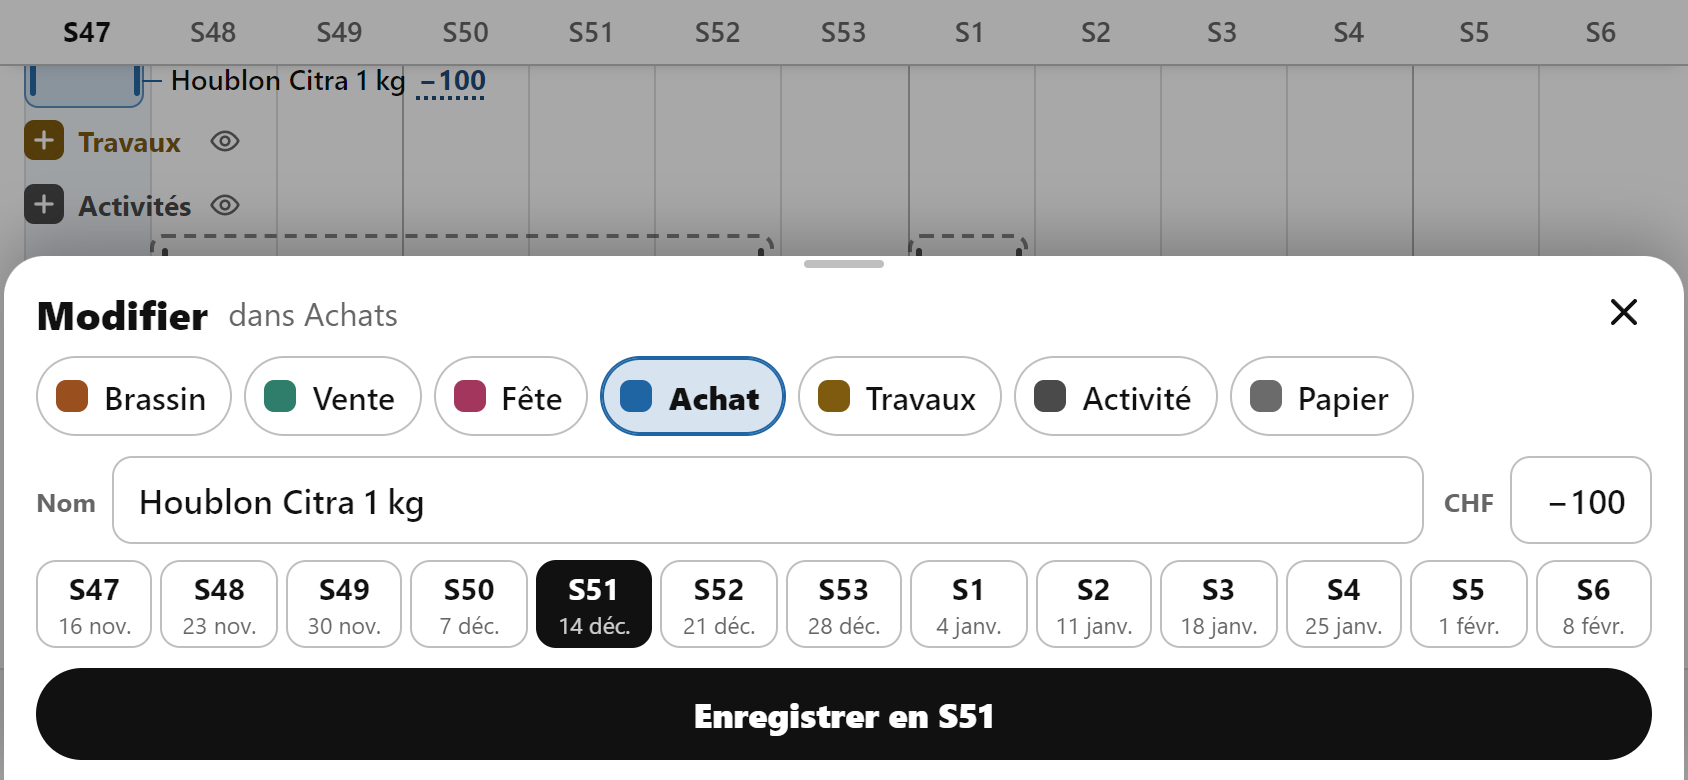 S47 S48 S49 S50 S51 S52 S53 S1 S2 S3 S4 S5 S6
Houblon Citra 1 kg −100
Travaux
Activités
Modifier dans Achats
Brassin Vente Fête Achat Travaux Activité Papier
Nom Houblon Citra 1 kg CHF −100
S47 S48 S49 S50 S51 S52 S53 S1 S2 S3 S4 S5 S6
16 nov. 23 nov. 30 nov. 7 déc. 14 déc. 21 déc. 28 déc. 4 janv. 11 janv. 18 janv. 25 janv. 1 févr. 8 févr.
Enregistrer en S51